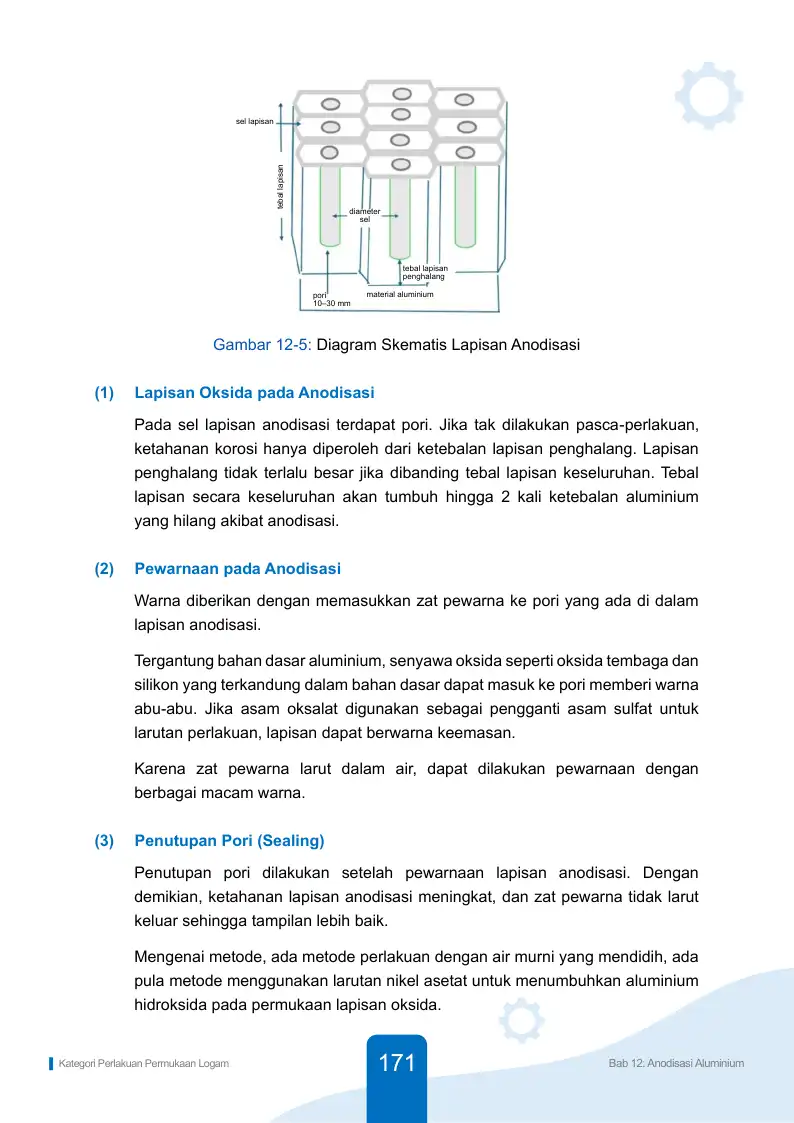 sel lapisan
tebal lapisan
diameter
sel
tebal lapisan
penghalang
pori
10–30 mm
material aluminium
Gambar 12-5: Diagram Skematis Lapisan Anodisasi
(1) Lapisan Oksida pada Anodisasi
Pada sel lapisan anodisasi terdapat pori. Jika tak dilakukan pasca-perlakuan,
ketahanan korosi hanya diperoleh dari ketebalan lapisan penghalang. Lapisan
penghalang tidak terlalu besar jika dibanding tebal lapisan keseluruhan. Tebal
lapisan secara keseluruhan akan tumbuh hingga 2 kali ketebalan aluminium
yang hilang akibat anodisasi.
(2) Pewarnaan pada Anodisasi
Warna diberikan dengan memasukkan zat pewarna ke pori yang ada di dalam
lapisan anodisasi.
Tergantung bahan dasar aluminium, senyawa oksida seperti oksida tembaga dan
silikon yang terkandung dalam bahan dasar dapat masuk ke pori memberi warna
abu-abu. Jika asam oksalat digunakan sebagai pengganti asam sulfat untuk
larutan perlakuan, lapisan dapat berwarna keemasan.
Karena zat pewarna larut dalam air, dapat dilakukan pewarnaan dengan
berbagai macam warna.
(3) Penutupan Pori (Sealing)
Penutupan pori dilakukan setelah pewarnaan lapisan anodisasi. Dengan
demikian, ketahanan lapisan anodisasi meningkat, dan zat pewarna tidak larut
keluar sehingga tampilan lebih baik.
Mengenai metode, ada metode perlakuan dengan air murni yang mendidih, ada
pula metode menggunakan larutan nikel asetat untuk menumbuhkan aluminium
hidroksida pada permukaan lapisan oksida.
Kategori Perlakuan Permukaan Logam
171
Bab 12: Anodisasi Aluminium